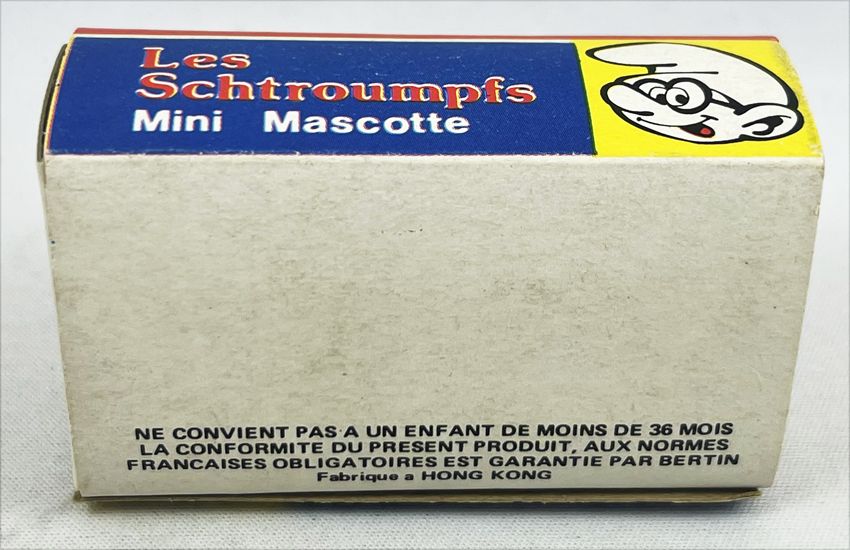 Les
Schtroumpfs
Mini Mascotte
NE CONVIENT PAS A UN ENFANT DE MOINS DE 36 MOIS
LA CONFORMITE DU PRESENT PRODUIT, AUX NORMES
FRANCAISES OBLIGATOIRES EST GARANTIE PAR BERTIN
Fabrique a HONG KONG